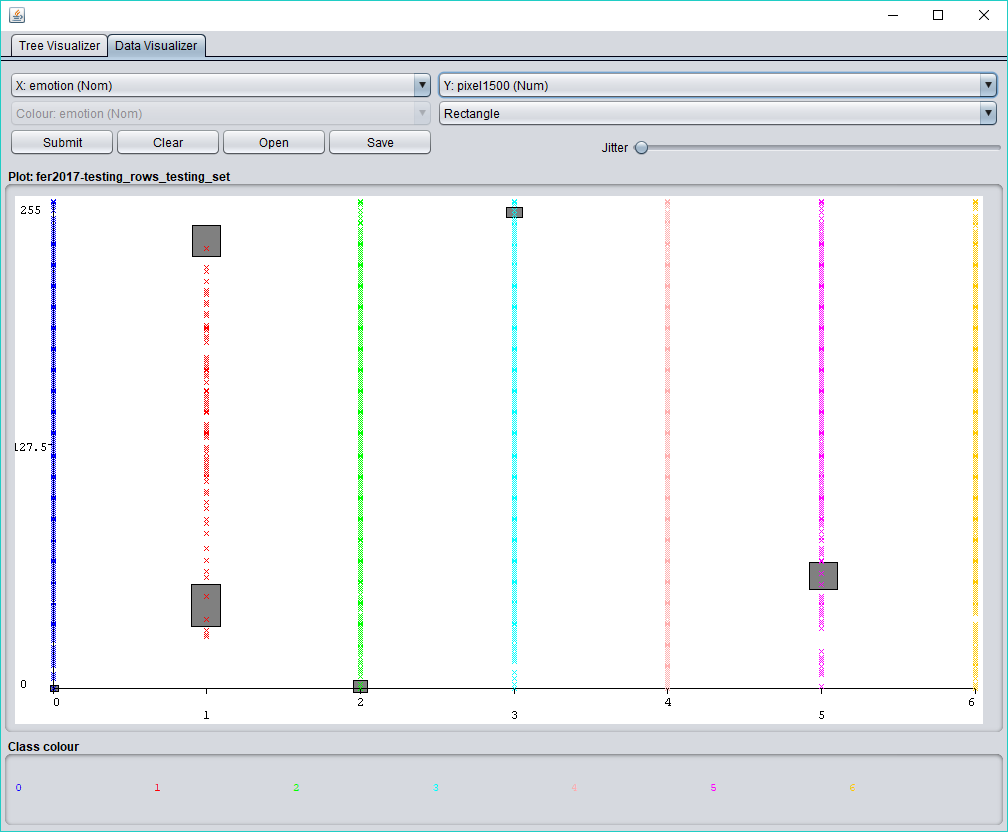 Tree Visualizer Data Visualizer
X: emotion (Nom) Y: pixel1500 (Num)
Colour: emotion (Nom) Rectangle
Submit Clear Open Save Jitter
Plot: fer2017-testing_rows_testing_set
255
127.5
0
0 2 4 6
1 3 5
Class colour
0 1 2 3 4 5 6